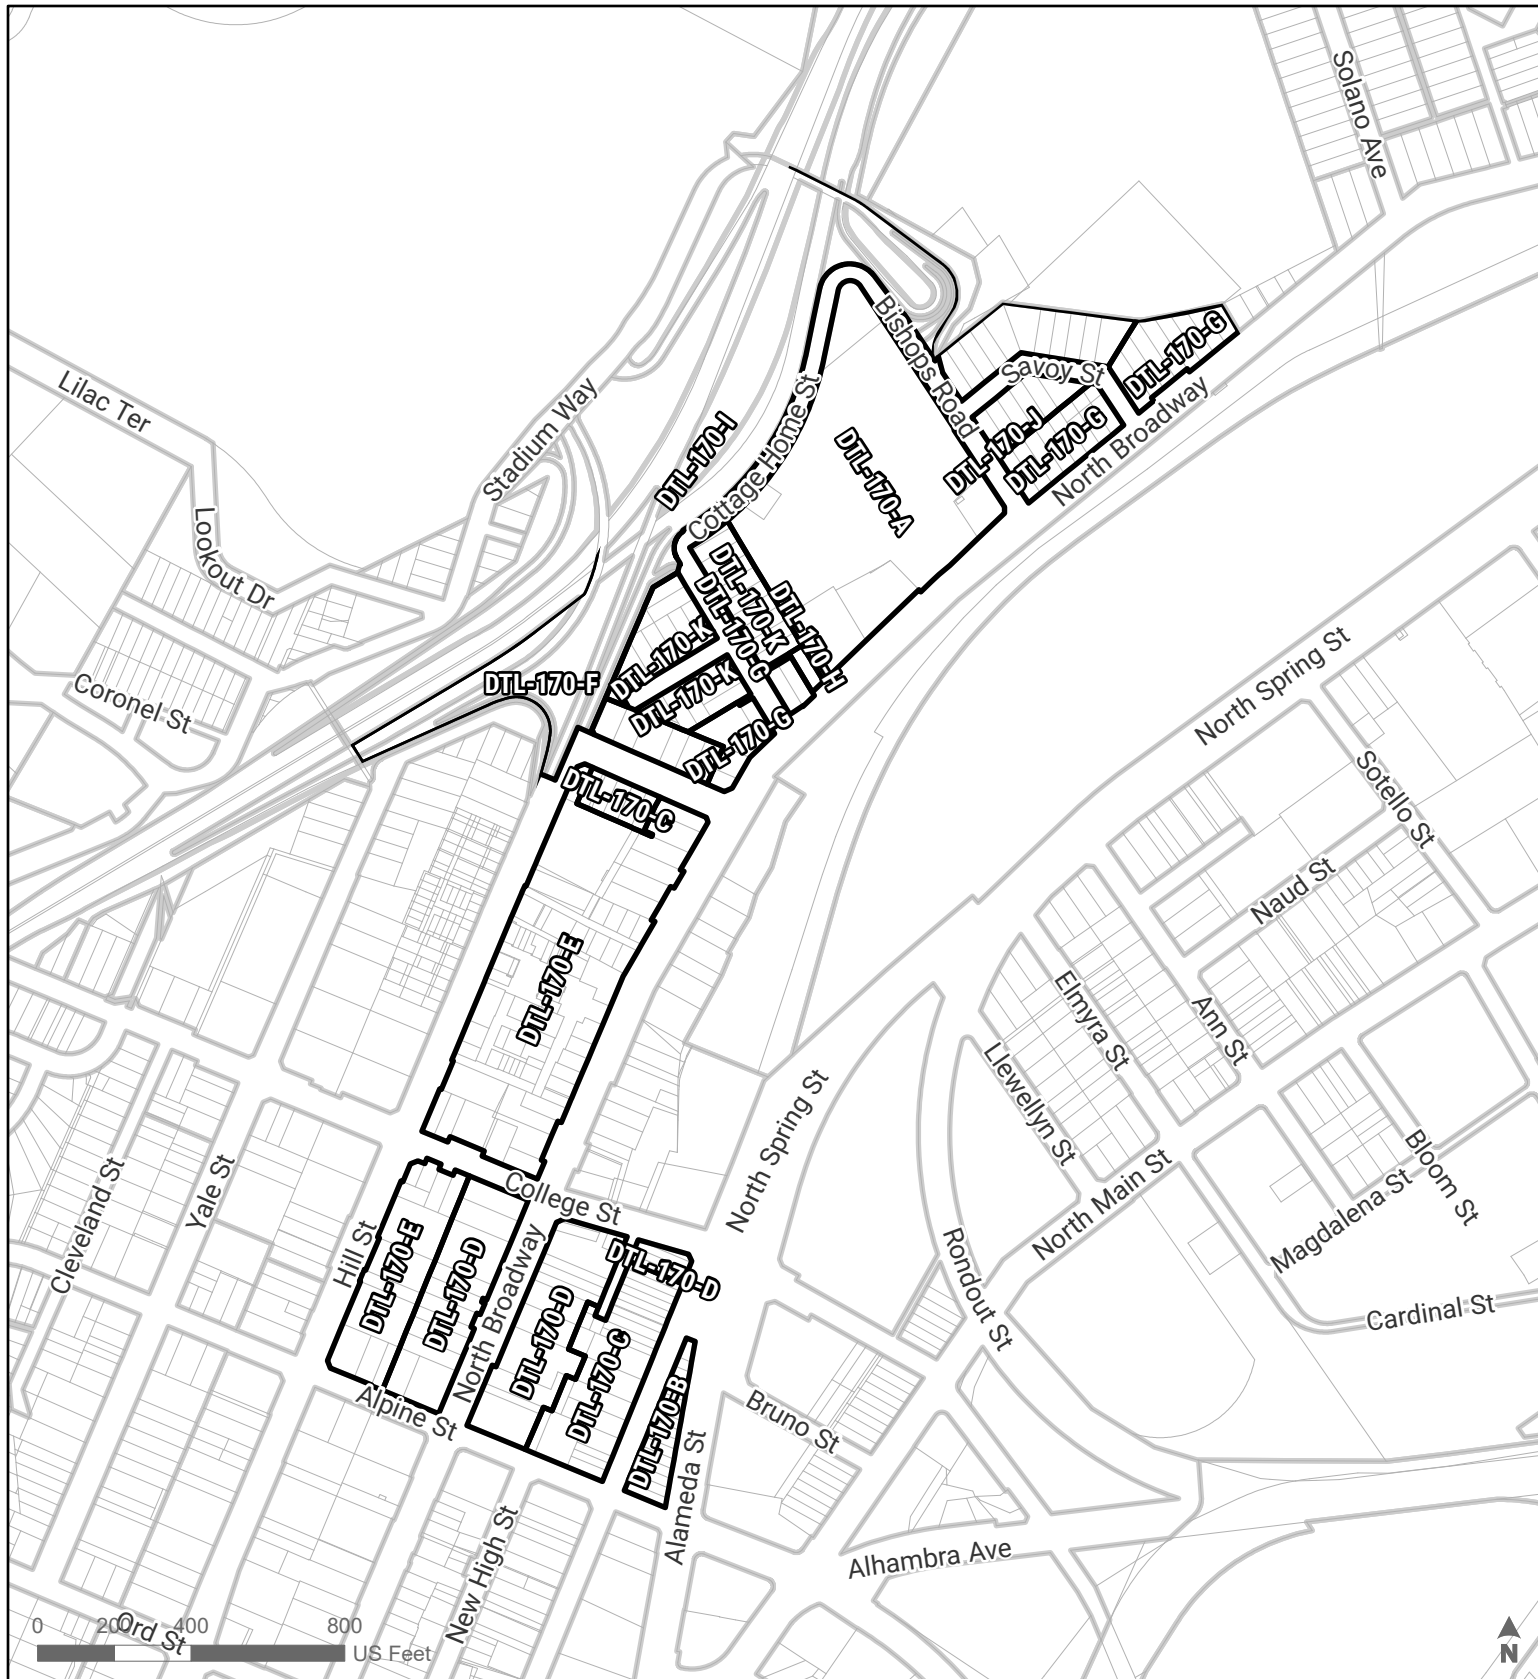 Solano Ave
Bishops Road
DTL-170-G
Savoy St
Lilac Ter
Stadium Way
DTL-170-I
Cottage Home St
DTL-170-A
DTL-170-J
DTL-170-G
North Broadway
Lookout Dr
DTL-170-K
DTL-170-G
DTL-170-H
DTL-170-K
DTL-170-F
DTL-170-K
DTL-170-G
Coronel St
North Spring St
DTL-170-C
Sotello St
Naud St
DTL-170-E
Elmyra St
Ann St
Llewellyn St
North Spring St
Bloom St
Cleveland St
Yale St
College St
North Main St
Magdalena St
Hill St
DTL-170-E
DTL-170-D
North Broadway
DTL-170-D
DTL-170-D
DTL-170-C
Rondout St
Cardinal St
DTL-170-B
Alpine St
Bruno St
Alameda St
New High St
Alhambra Ave
Ord St
0 200 400 800
US Feet
N